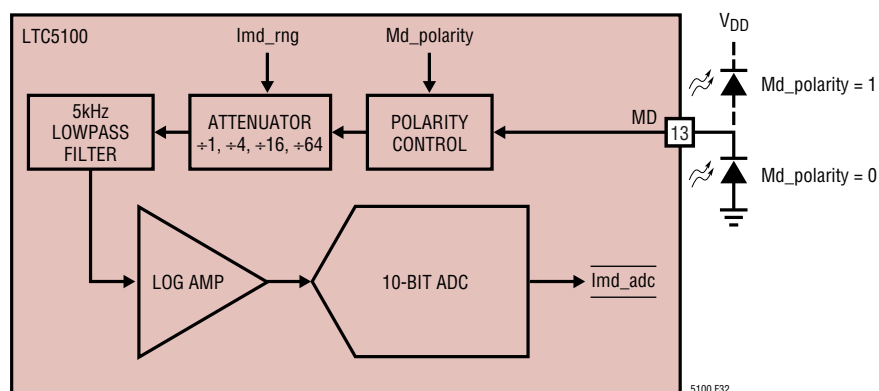 LTC5100
Imd_rng
Md_polarity
VDD
Md_polarity = 1
5kHz
LOWPASS
FILTER
ATTENUATOR
÷1, ÷4, ÷16, ÷64
POLARITY
CONTROL
MD
13
Md_polarity = 0
LOG AMP
10-BIT ADC
Imd_adc
5100 F32